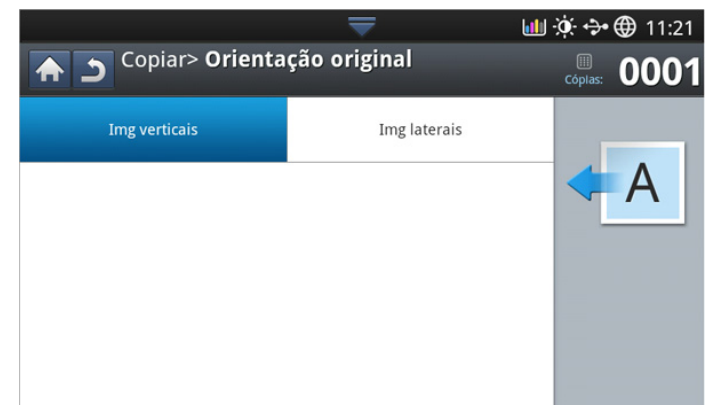 11:21
Copiar> Orientação original
Cópias: 0001
Img verticais
Img laterais
A